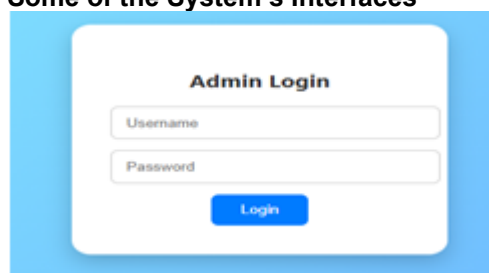 Some of the System's Interfaces
Admin Login
Username
Password
Login